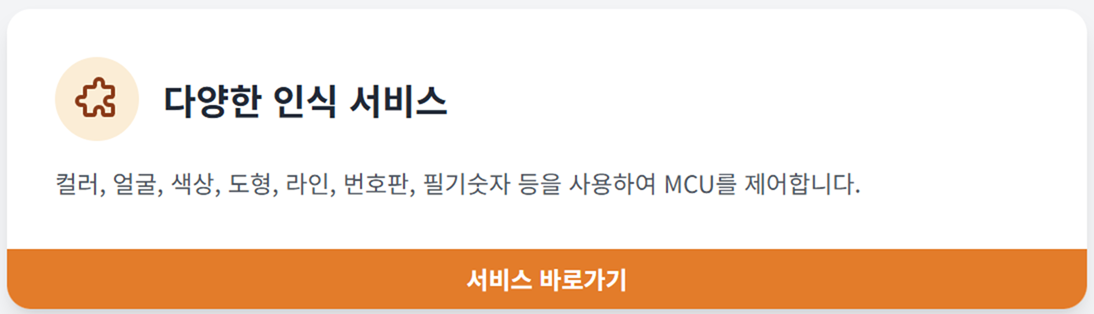 다양한 인식 서비스
컬러, 얼굴, 색상, 도형, 라인, 번호판, 필기숫자 등을 사용하여 MCU를 제어합니다.
서비스 바로가기